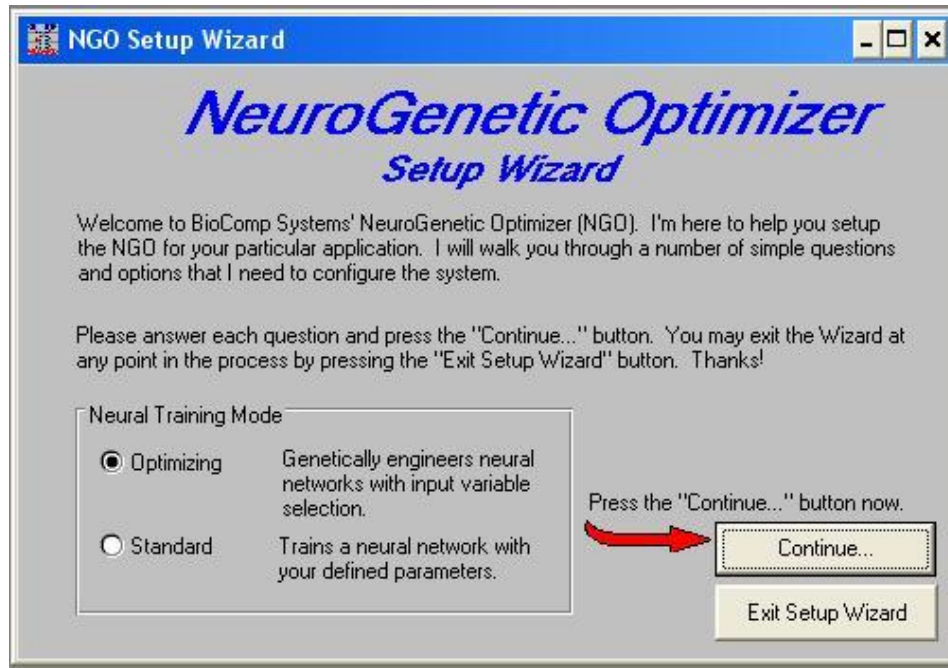 NGO Setup Wizard
NeuroGenetic Optimizer
Setup Wizard
Welcome to BioComp Systems' NeuroGenetic Optimizer (NGO). I'm here to help you setup
the NGO for your particular application. I will walk you through a number of simple questions
and options that I need to configure the system.
Please answer each question and press the "Continue..." button. You may exit the Wizard at
any point in the process by pressing the "Exit Setup Wizard" button. Thanks!
Neural Training Mode
Optimizing
Genetically engineers neural
networks with input variable
selection.
Standard
Trains a neural network with
your defined parameters.
Press the "Continue..." button now.
Continue...
Exit Setup Wizard